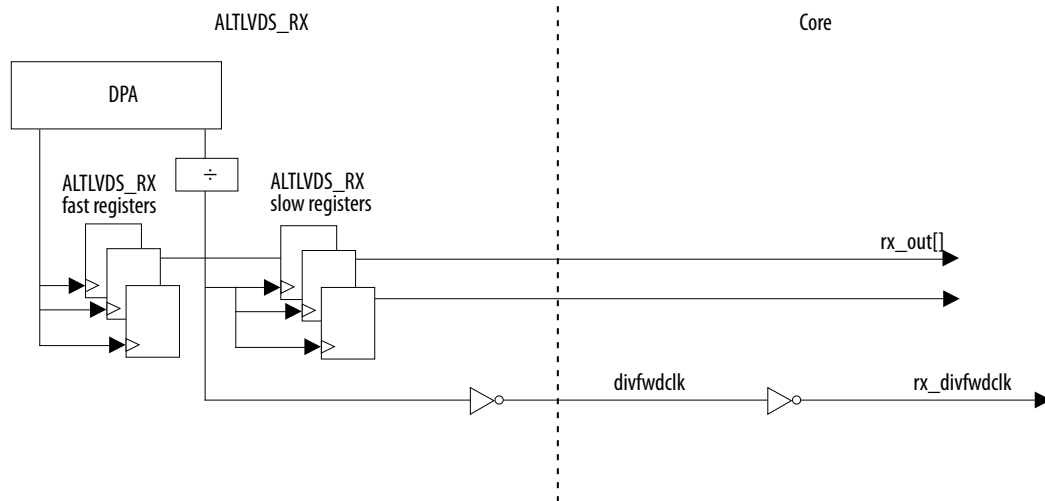 ALTLVDS_RX
Core
DPA
÷
ALTLVDS_RX
fast registers
ALTLVDS_RX
slow registers
rx_out[]
divfwdclk
rx_divfwdclk